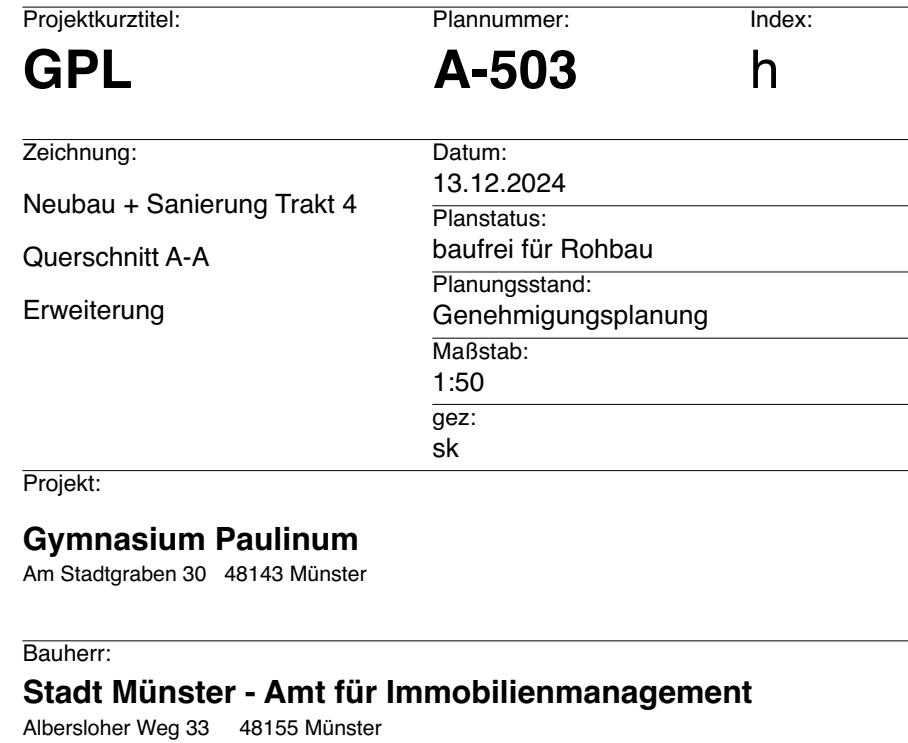 Projektkurztitel:
GPL
Plannummer:
A-503
Index:
h
Zeichnung:
Neubau + Sanierung Trakt 4
Querschnitt A-A
Erweiterung
Datum:
13.12.2024
Planstatus:
baufrei für Rohbau
Planungsstand:
Genehmigungsplanung
Maßstab:
1:50
gez:
sk
Projekt:
Gymnasium Paulinum
Am Stadtgraben 30 48143 Münster
Bauherr:
Stadt Münster - Amt für Immobilienmanagement
Albersloher Weg 33 48155 Münster